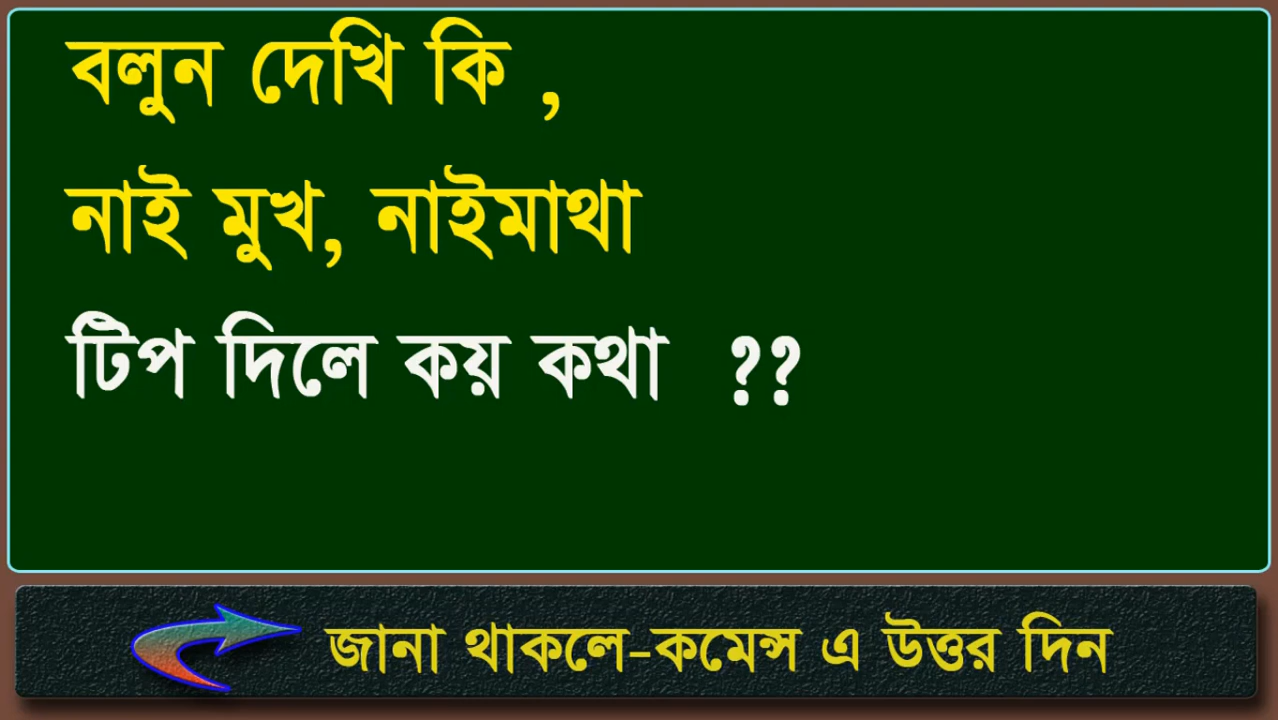 বলুন দেখি কি ,
নাই মুখ, নাইমাথা
টিপ দিলে কয় কথা ??
জানা থাকলে-কমেন্স এ উত্তর দিন